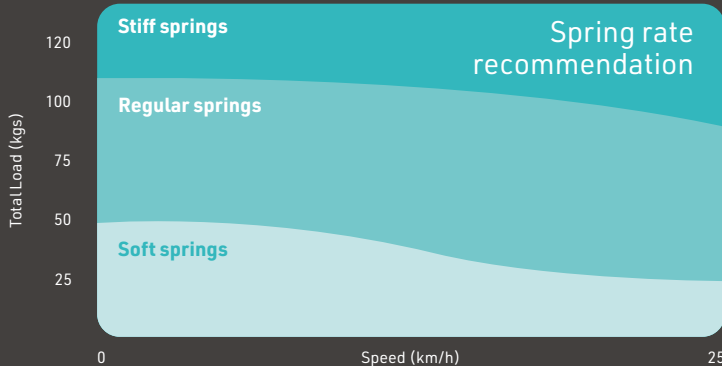 Stiff springs
Spring rate
recommendation
Regular springs
Soft springs
Total Load (kgs)
120
100
75
50
25
0
Speed (km/h)
25